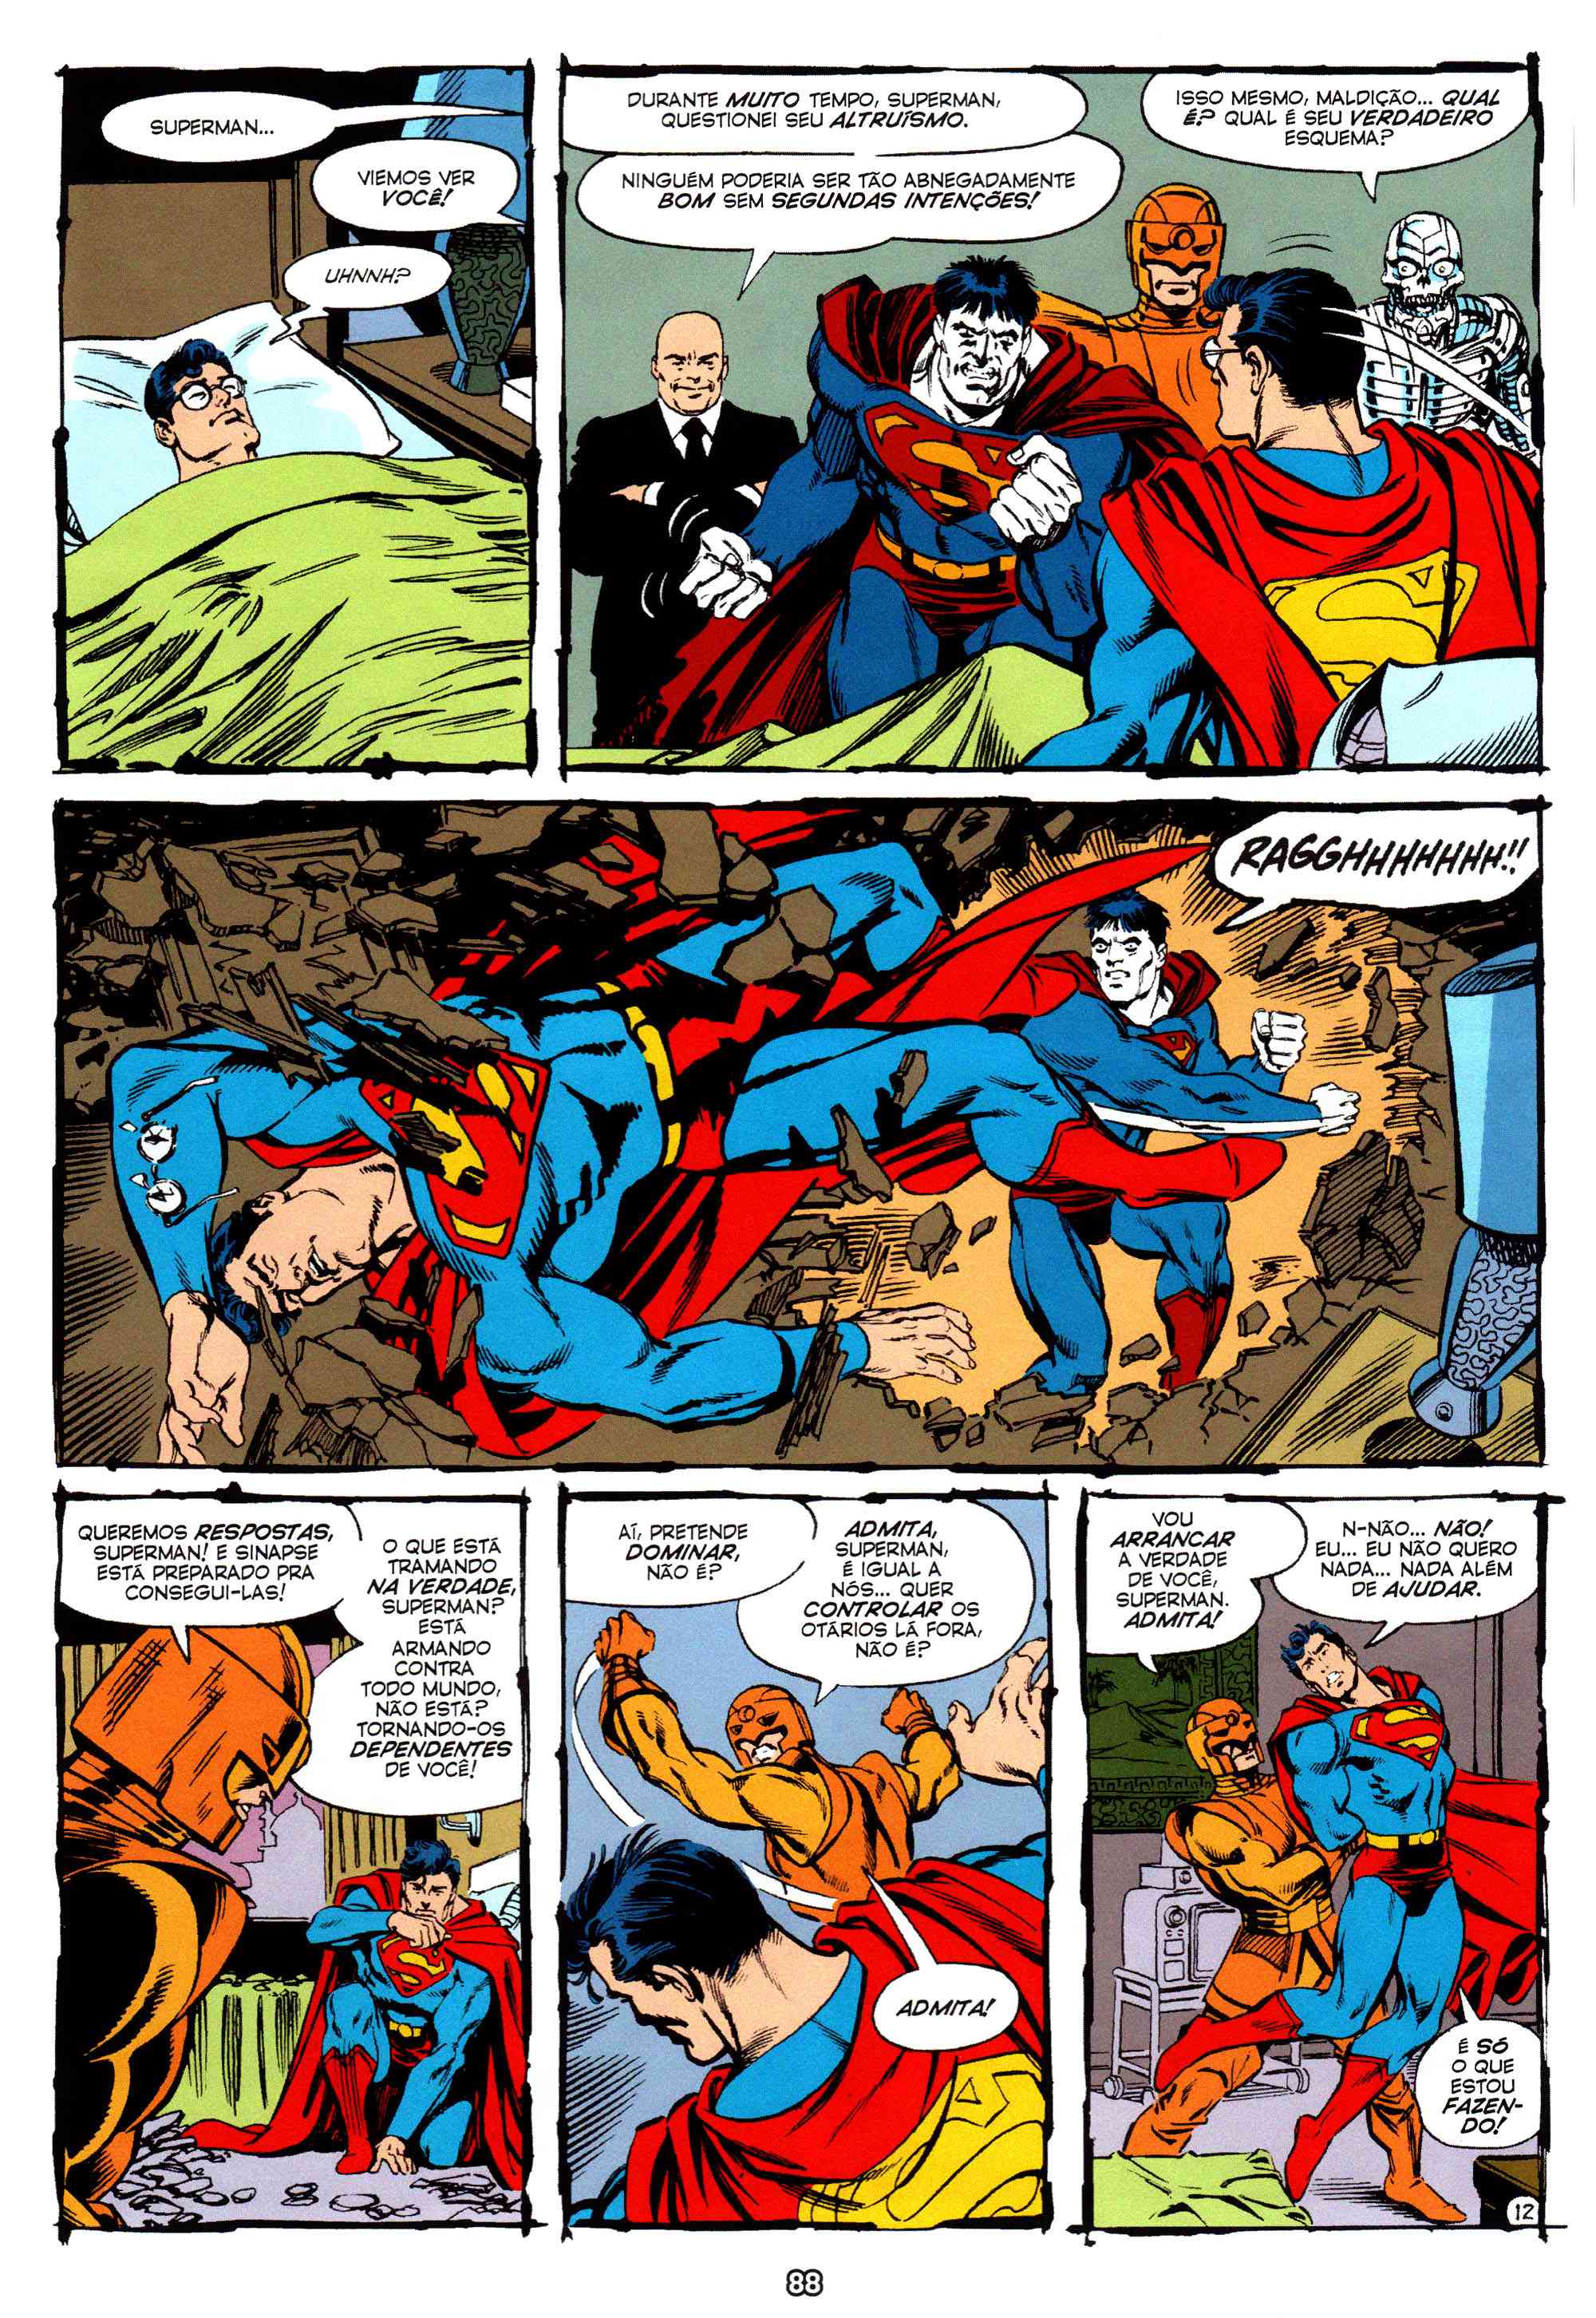 SUPERMAN...
VIEMOS VER
VOCÊ!
UHNNH?
DURANTE MUITO TEMPO, SUPERMAN,
QUESTIONEI SEU ALTRUÍSMO.
NINGUÉM PODERIA SER TÃO ABNEGADAMENTE
BOM SEM SEGUNDAS INTENÇÕES!
ISSO MESMO, MALDIÇÃO... QUAL
É? QUAL É SEU VERDADEIRO
ESQUEMA?
RAGGHHHHHHH!!
QUEREMOS RESPOSTAS,
SUPERMAN! E SINAPSE
ESTÁ PREPARADO PRA
CONSEGUI-LAS!
O QUE ESTÁ
TRAMANDO
NA VERDADE,
SUPERMAN?
ESTÁ
ARMANDO
CONTRA
TODO MUNDO,
NÃO ESTÁ?
TORNANDO-OS
DEPENDENTES
DE VOCÊ!
AÍ, PRETENDE
DOMINAR,
NÃO É?
ADMITA,
SUPERMAN,
É IGUAL A
NÓS... QUER
CONTROLAR OS
OTÁRIOS LÁ FORA,
NÃO É?
ADMITA!
VOU
ARRANCAR
A VERDADE
DE VOCÊ,
SUPERMAN.
ADMITA!
N-NÃO... NÃO!
EU... EU NÃO QUERO
NADA... NADA ALÉM
DE AJUDAR.
É SÓ
O QUE
ESTOU
FAZEN-
DO!
12
88